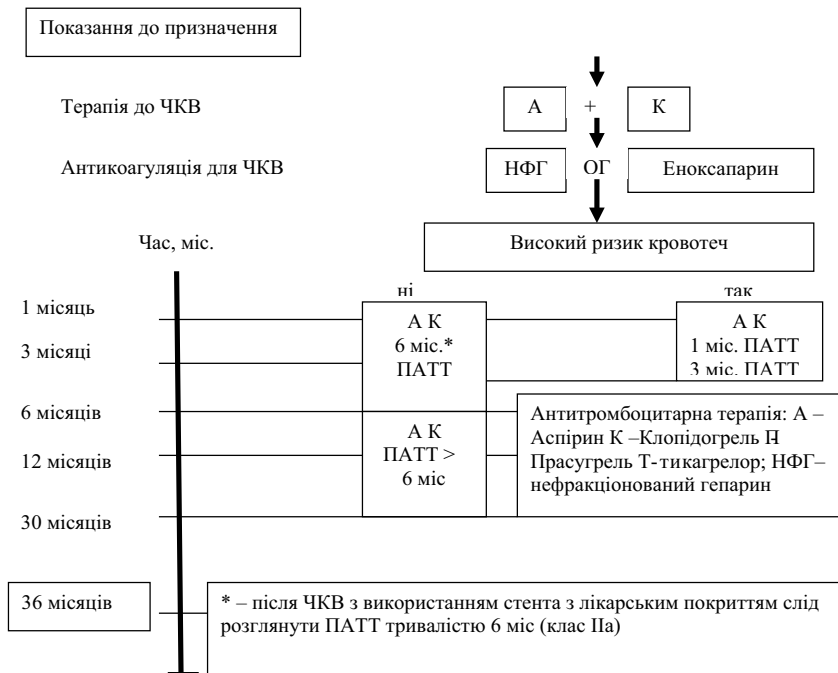 Показання до призначення
Терапія до ЧКВ
А + К
Антикоагуляція для ЧКВ
НФГ ОГ Еноксапарин
Час, міс.
Високий ризик кровотеч
ні так
1 місяць
3 місяці
6 місяців
12 місяців
30 місяців
36 місяців
А К
6 міс.*
ПАТТ
А К
1 міс. ПАТТ
3 міс. ПАТТ
А К
ПАТТ >
6 міс
Антитромбоцитарна терапія: А –
Аспірин К –Клопідогрель П
Прасугрель Т-тикагрелор; НФГ–
нефракціонований гепарин
* – після ЧКВ з використанням стента з лікарським покриттям слід
розглянути ПАТТ тривалістю 6 міс (клас ІІа)